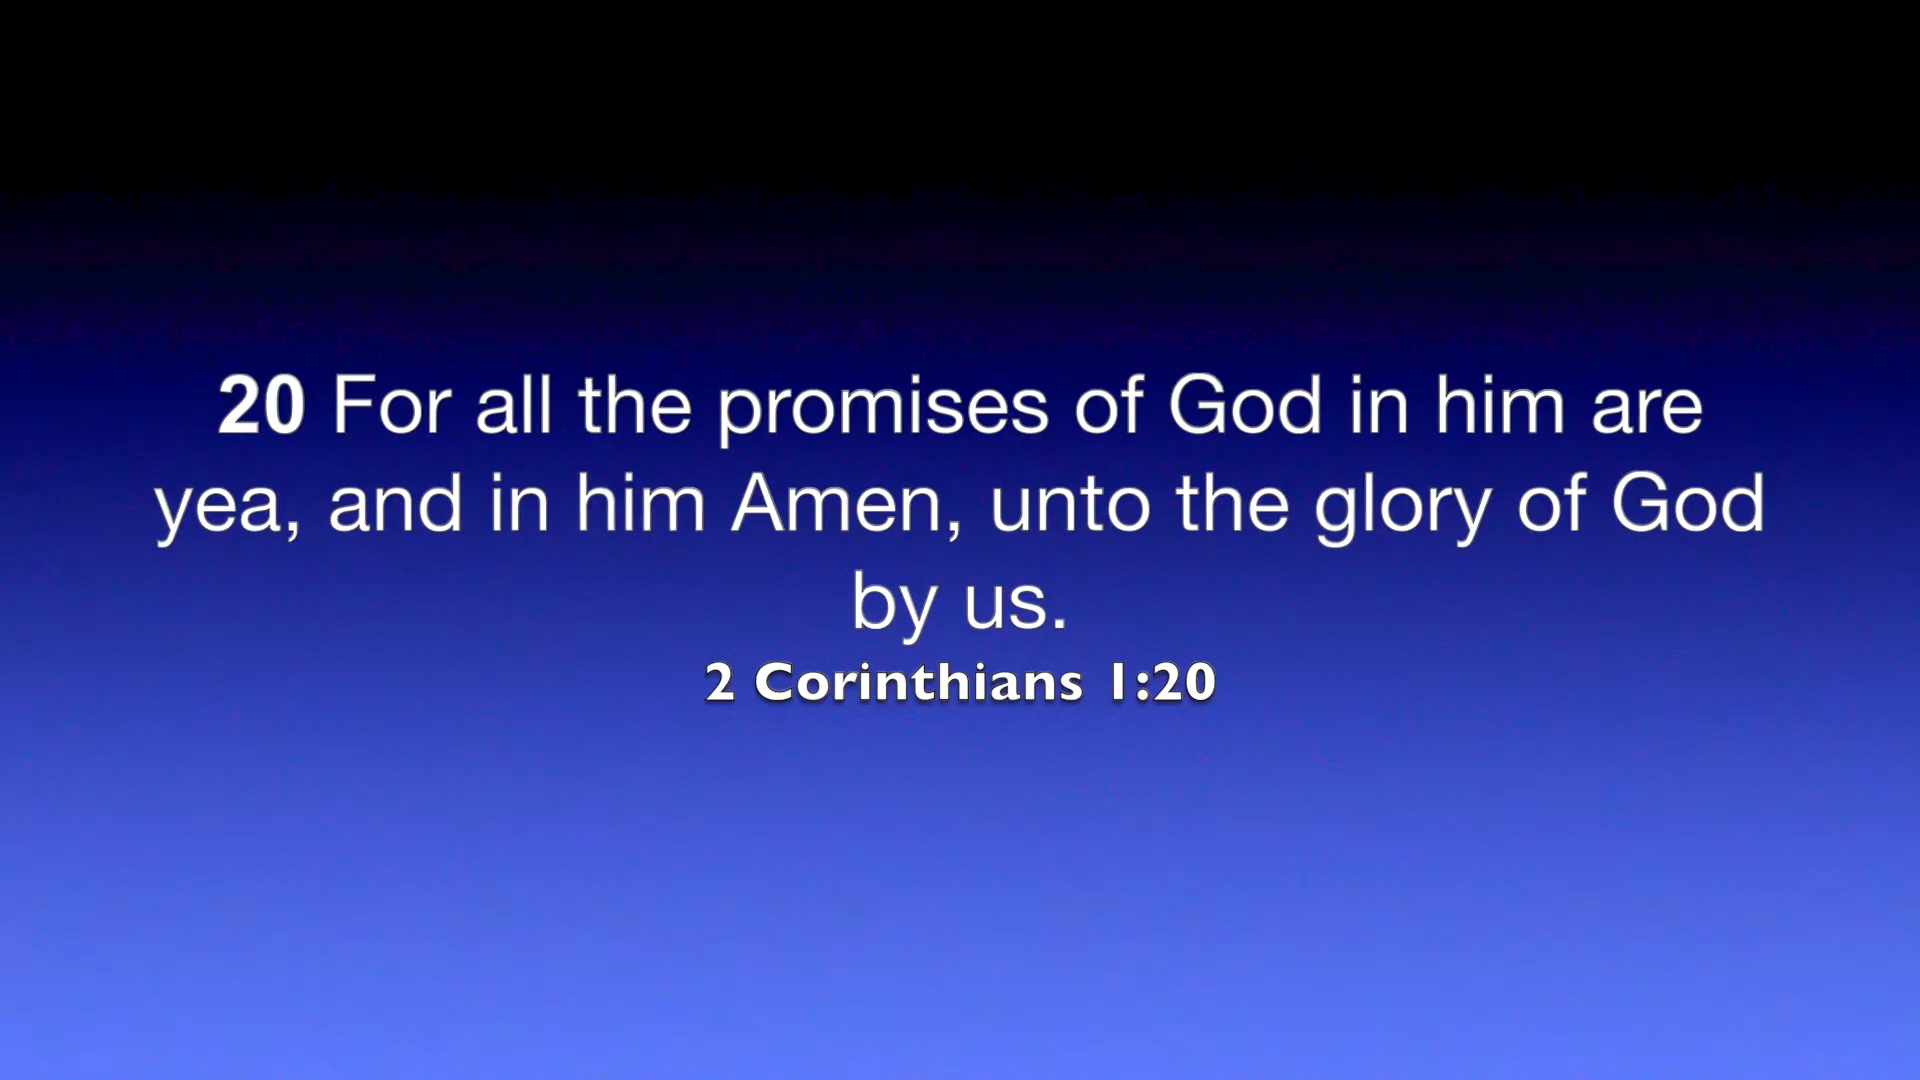 20 For all the promises of God in him are
yea, and in him Amen, unto the glory of God
by us.
2 Corinthians 1:20